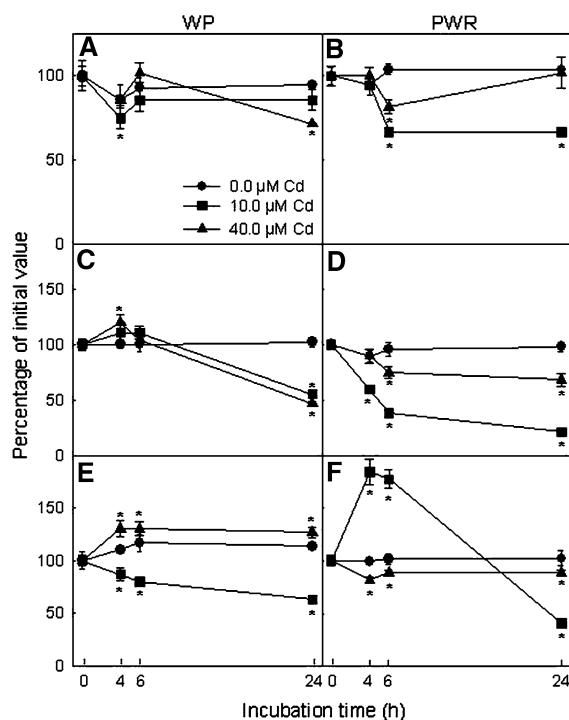 WP PWR
A B
100
50
0
0.0 µM Cd
10.0 µM Cd
40.0 µM Cd
* * * *
C D
150
100
50
0
* * * * * * * *
E F
150
100
50
0
* * * * * * * * * * * *
0 4 6 24 0 4 6 24
Percentage of initial value
Incubation time (h)